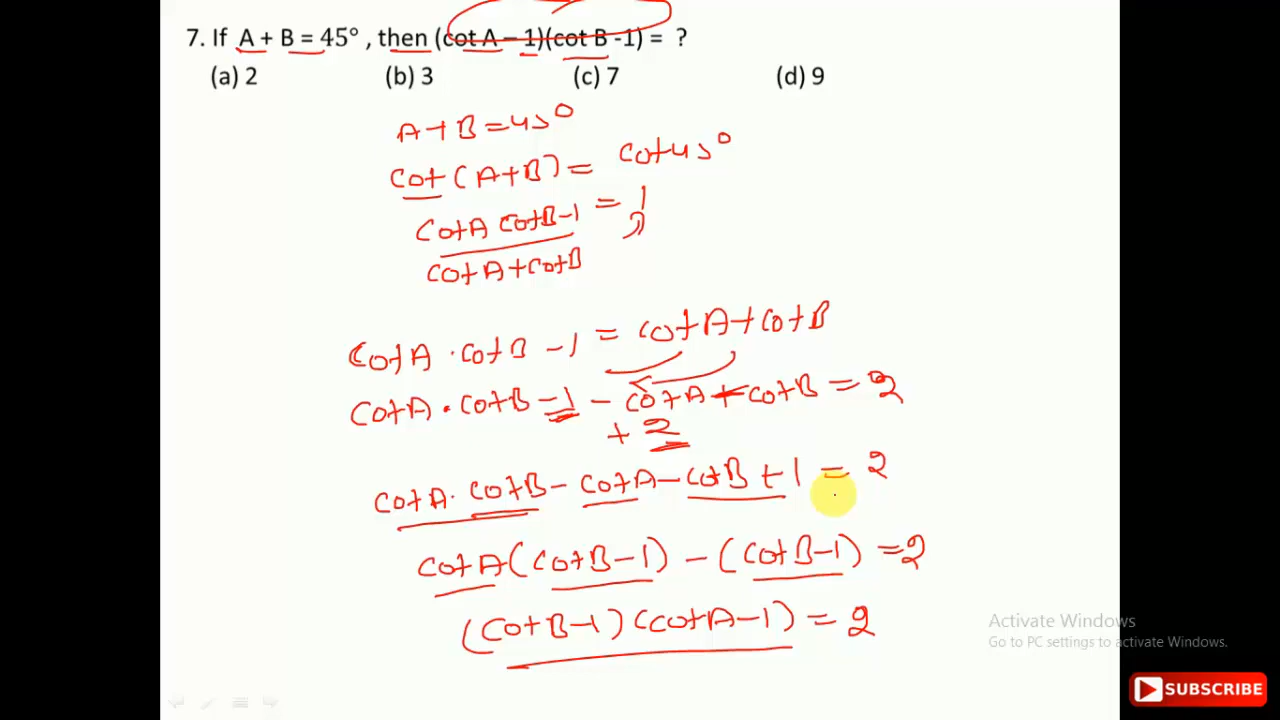 7. If A + B = 45° , then (cot A – 1)(cot B -1) = ?
(a) 2 (b) 3 (c) 7 (d) 9
A+B=45°
cot(A+B)= cot45°
cotA cotB-1 = 1
cotA+cotB
cotA·cotB-1 = cotA+cotB
cotA·cotB-1-cotA+cotB=2
+2
cotA·cotB-cotA-cotB+1=2
cotA(cotB-1)-(cotB-1)=2
(cotB-1)(cotA-1)=2
Activate Windows
Go to PC settings to activate Windows.
SUBSCRIBE